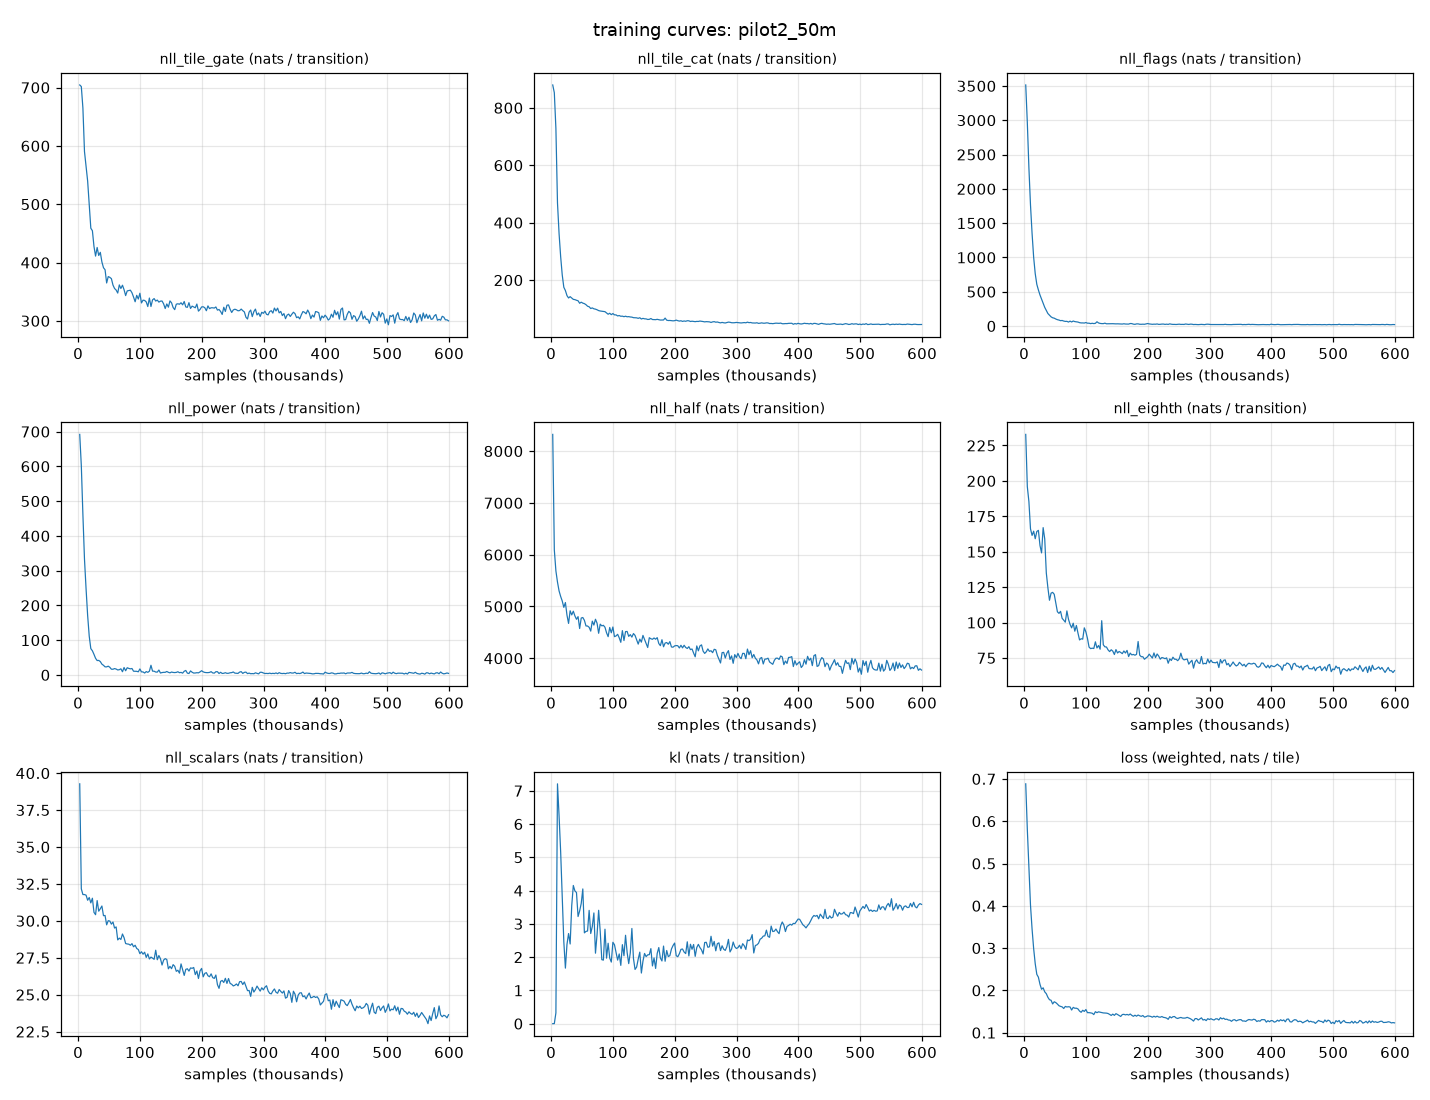 training curves: pilot2_50m
nll_tile_gate (nats / transition)
700
600
500
400
300
0 100 200 300 400 500 600
samples (thousands)
nll_tile_cat (nats / transition)
800
600
400
200
0 100 200 300 400 500 600
samples (thousands)
nll_flags (nats / transition)
3500
3000
2500
2000
1500
1000
500
0
0 100 200 300 400 500 600
samples (thousands)
nll_power (nats / transition)
700
600
500
400
300
200
100
0
0 100 200 300 400 500 600
samples (thousands)
nll_half (nats / transition)
8000
7000
6000
5000
4000
0 100 200 300 400 500 600
samples (thousands)
nll_eighth (nats / transition)
225
200
175
150
125
100
75
0 100 200 300 400 500 600
samples (thousands)
nll_scalars (nats / transition)
40.0
37.5
35.0
32.5
30.0
27.5
25.0
22.5
0 100 200 300 400 500 600
samples (thousands)
kl (nats / transition)
7
6
5
4
3
2
1
0
0 100 200 300 400 500 600
samples (thousands)
loss (weighted, nats / tile)
0.7
0.6
0.5
0.4
0.3
0.2
0.1
0 100 200 300 400 500 600
samples (thousands)